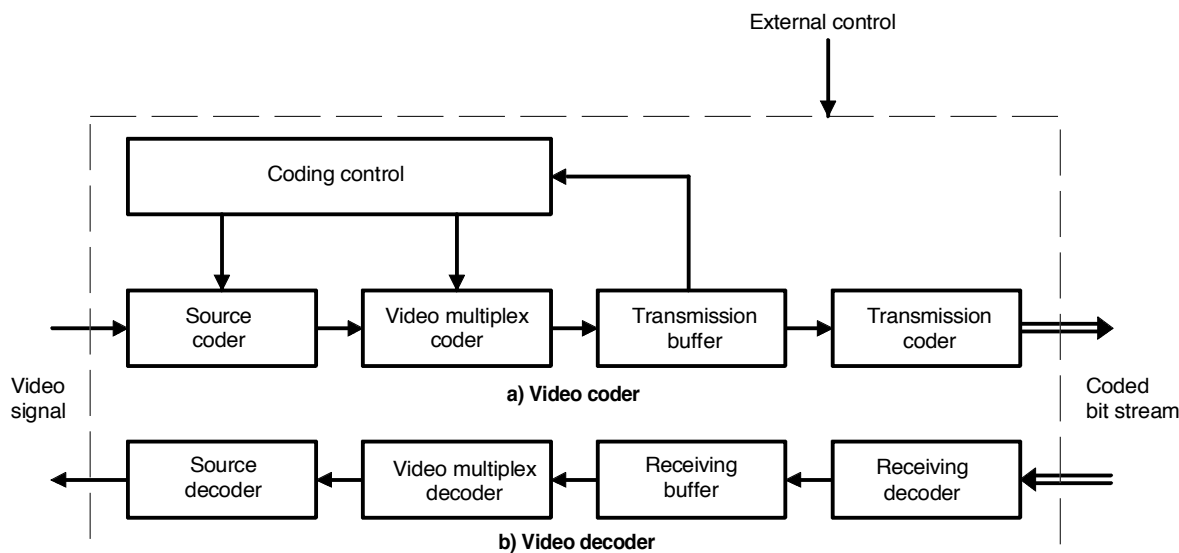 External control
Coding control
Source
coder
Video multiplex
coder
Transmission
buffer
Transmission
coder
a) Video coder
Video
signal
Coded
bit stream
Source
decoder
Video multiplex
decoder
Receiving
buffer
Receiving
decoder
b) Video decoder